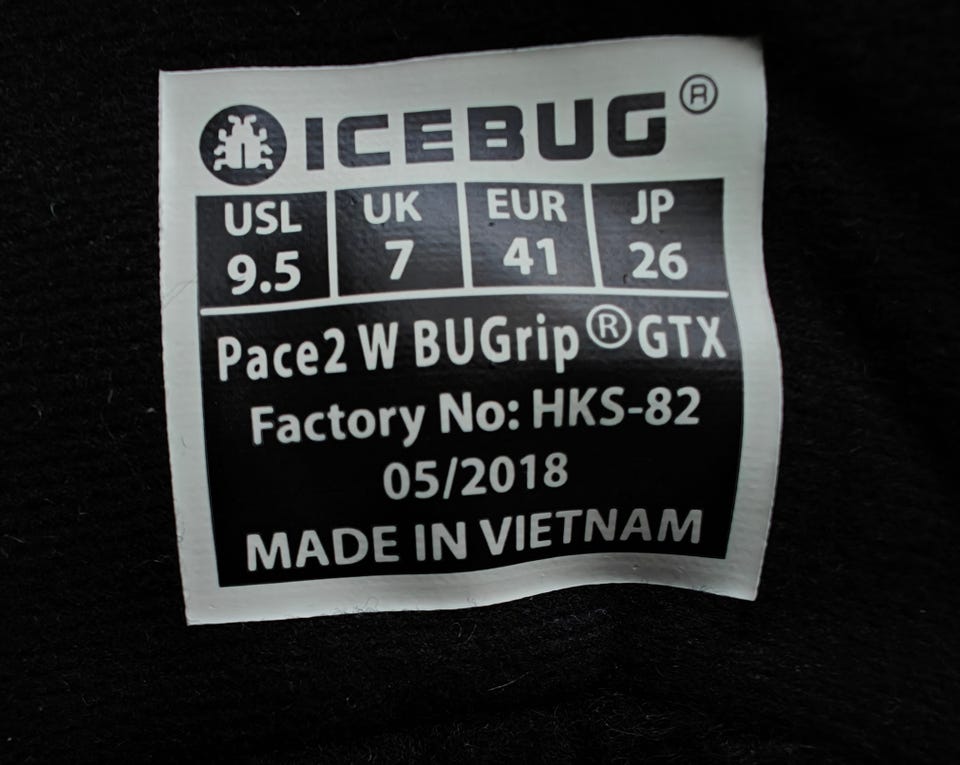 ICEBUG®
USL UK EUR JP
9.5 7 41 26
Pace2 W BUGrip®GTX
Factory No: HKS-82
05/2018
MADE IN VIETNAM